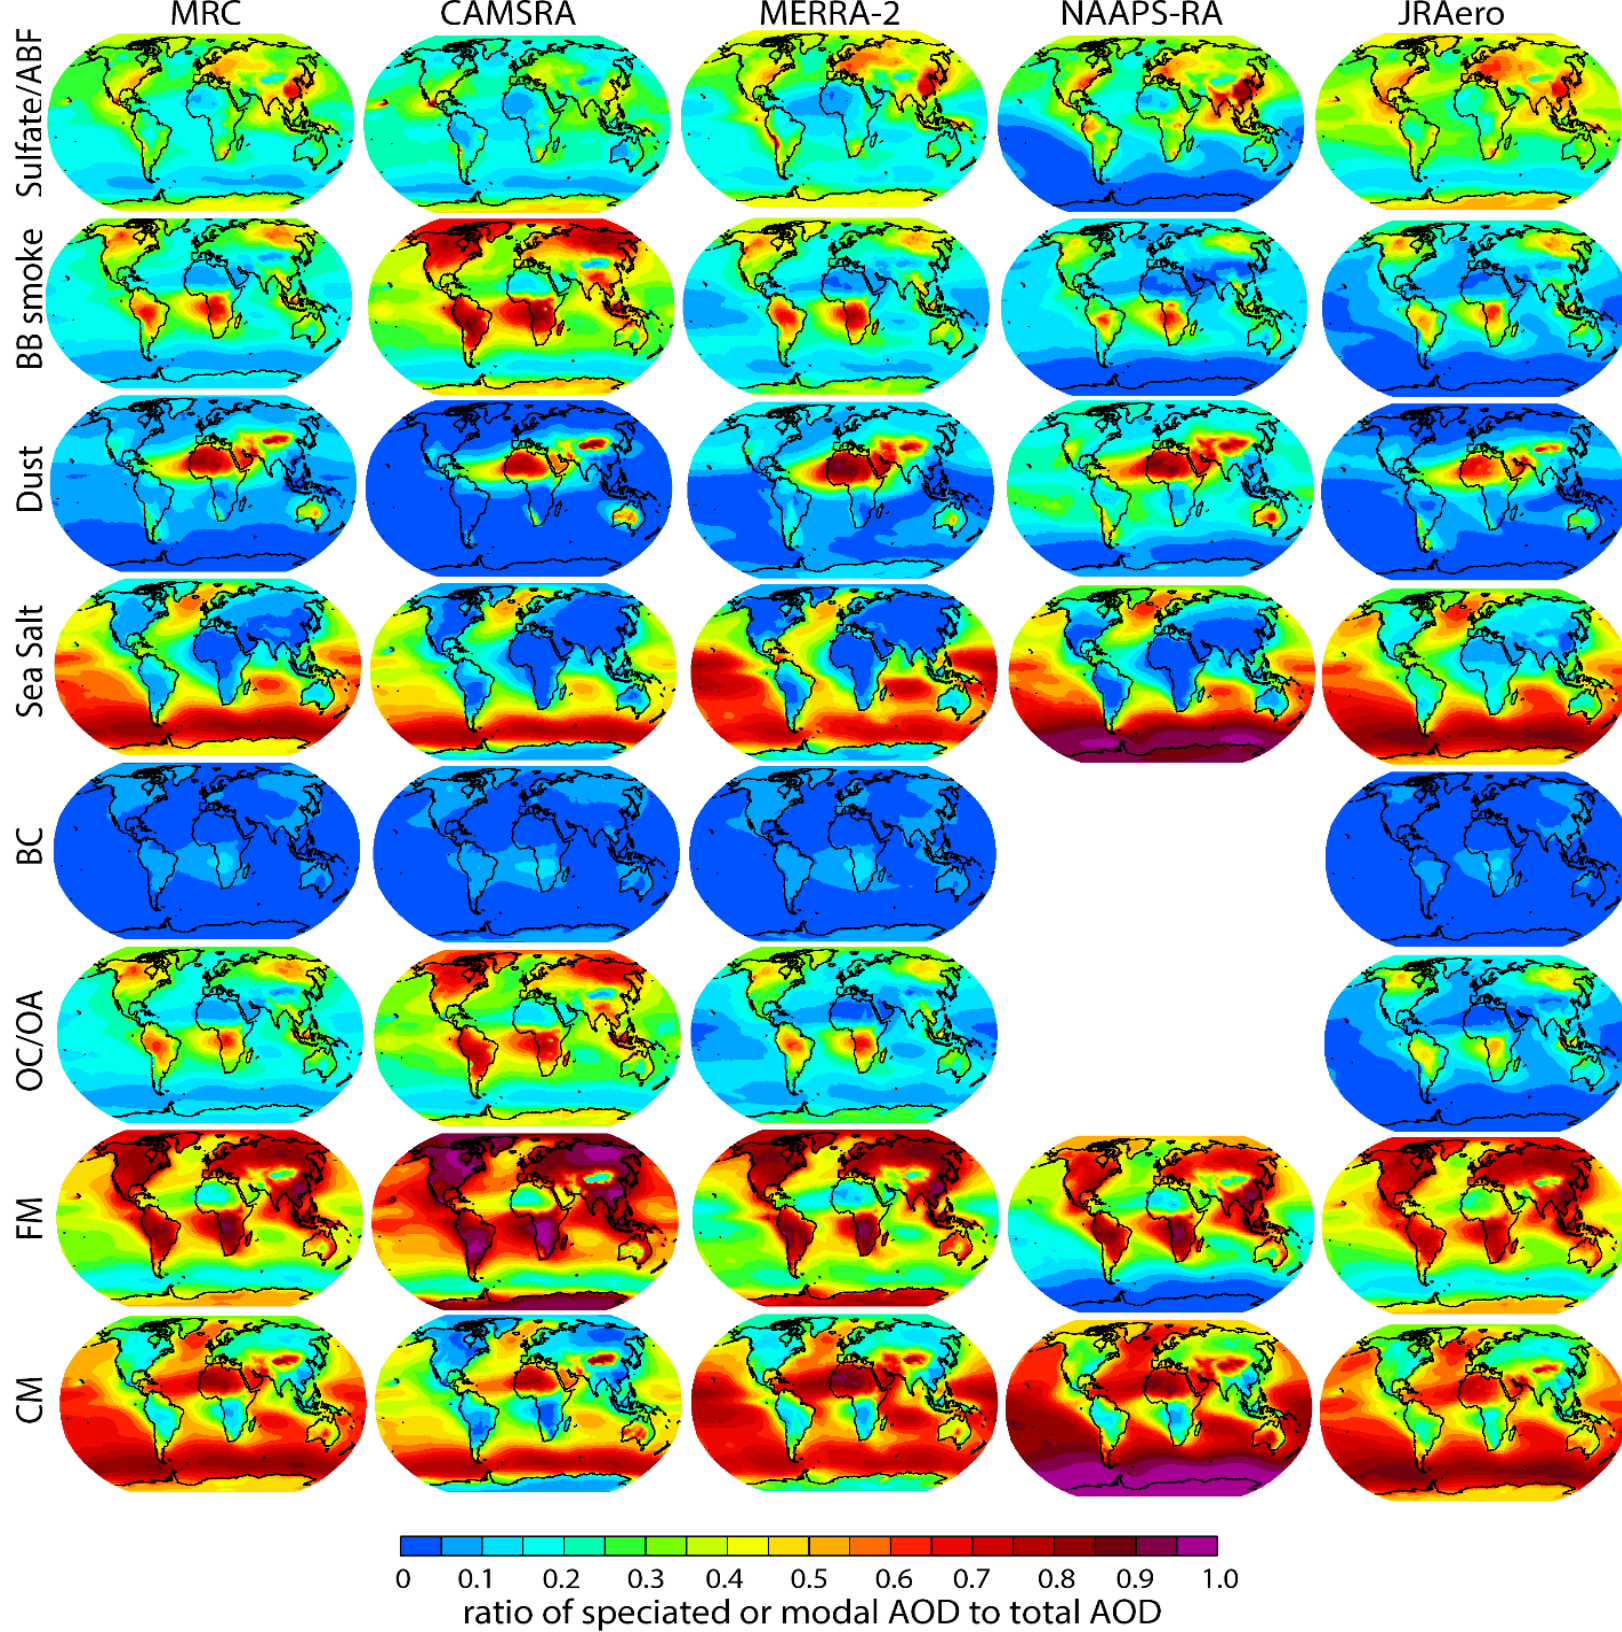 MRC CAMSRA MERRA-2 NAAPS-RA JRAero
Sulfate/ABF
BB smoke
Dust
Sea Salt
BC
OC/OA
FM
CM
0 0.1 0.2 0.3 0.4 0.5 0.6 0.7 0.8 0.9 1.0
ratio of speciated or modal AOD to total AOD